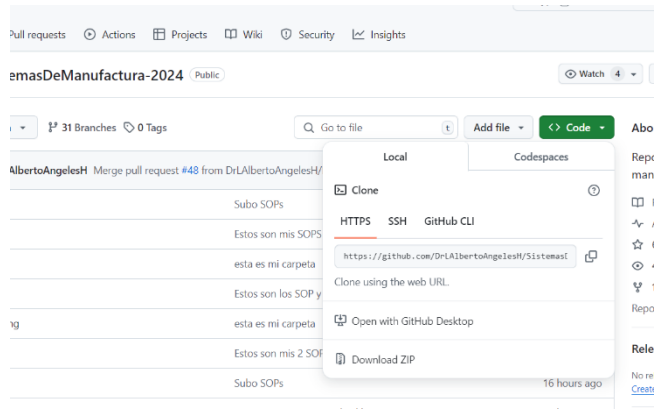 Pull requests Actions Projects Wiki Security Insights
emasDeManufactura-2024 Public
Watch 4
31 Branches 0 Tags Go to file t Add file <> Code
Abo
Local Codespaces
Repo
man
AlbertoAngelesH Merge pull request #48 from DrLAlbertoAngelesH/
Clone
Subo SOPs
HTTPS SSH GitHub CLI
Estos son mis SOPS
https://github.com/DrLAlbertoAngelesH/SistemasD
esta es mi carpeta
Clone using the web URL.
Estos son los SOP y
Repo
ng esta es mi carpeta
Open with GitHub Desktop
Estos son mis 2 SOP
Download ZIP
Rele
Subo SOPs 16 hours ago
No re
Create